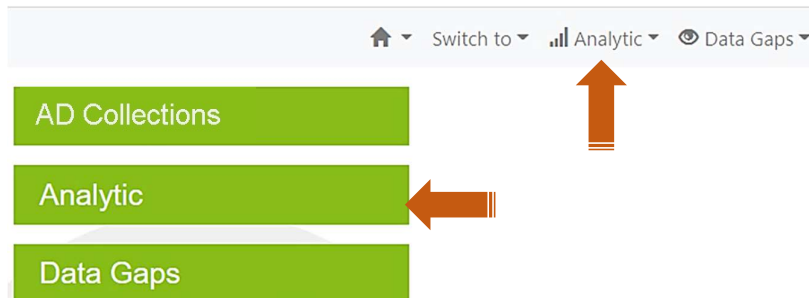 Switch to Analytic Data Gaps
AD Collections
Analytic
Data Gaps